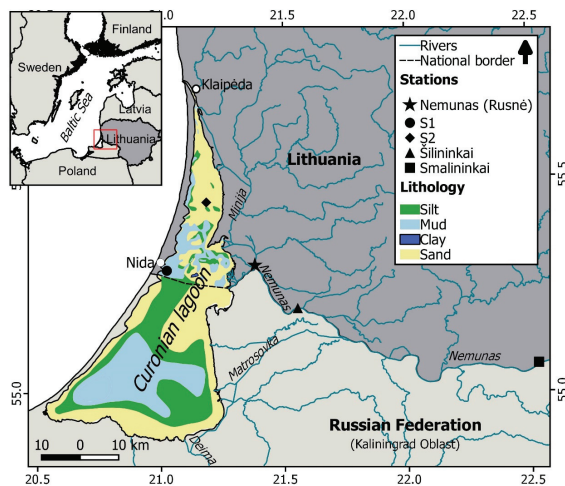 21.0
21.5
22.0
22.5
Finland
Sweden
Baltic Sea
Latvia
Lithuania
Poland
Klaipėda
Lithuania
Minija
Nida
Nemunas
Curonian lagoon
Matrosovka
Nemunas
Deima
Russian Federation
(Kaliningrad Oblast)
Rivers
National border
Stations
Nemunas (Rusnė)
S1
S2
Šilininkai
Smalininkai
Lithology
Silt
Mud
Clay
Sand
55.5
55.5
55.0
55.0
10 0 10 km
20.5
21.0
21.5
22.0
22.5